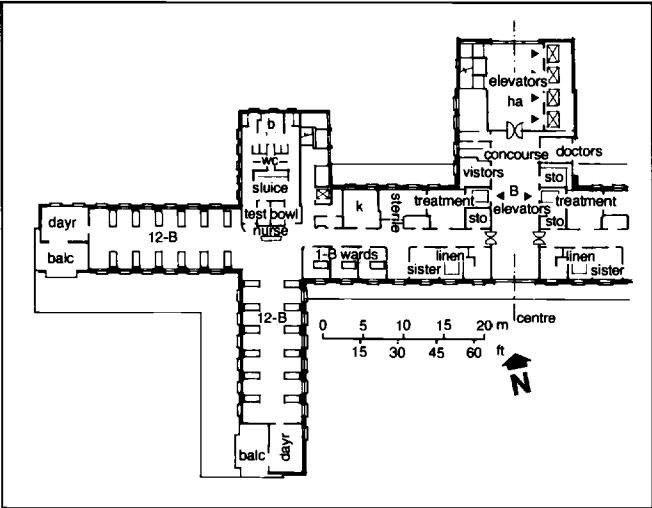 elevators
ha
b
wc
sluice
test bowl
nurse
concourse
doctors
vistors
sto
B
elevators
sto
sto
k
sterile
treatment
treatment
dayr
balc
12-B
1-B wards
linen
sister
linen
sister
12-B
centre
0 5 10 15 20 m
15 30 45 60 ft
N
balc
dayr